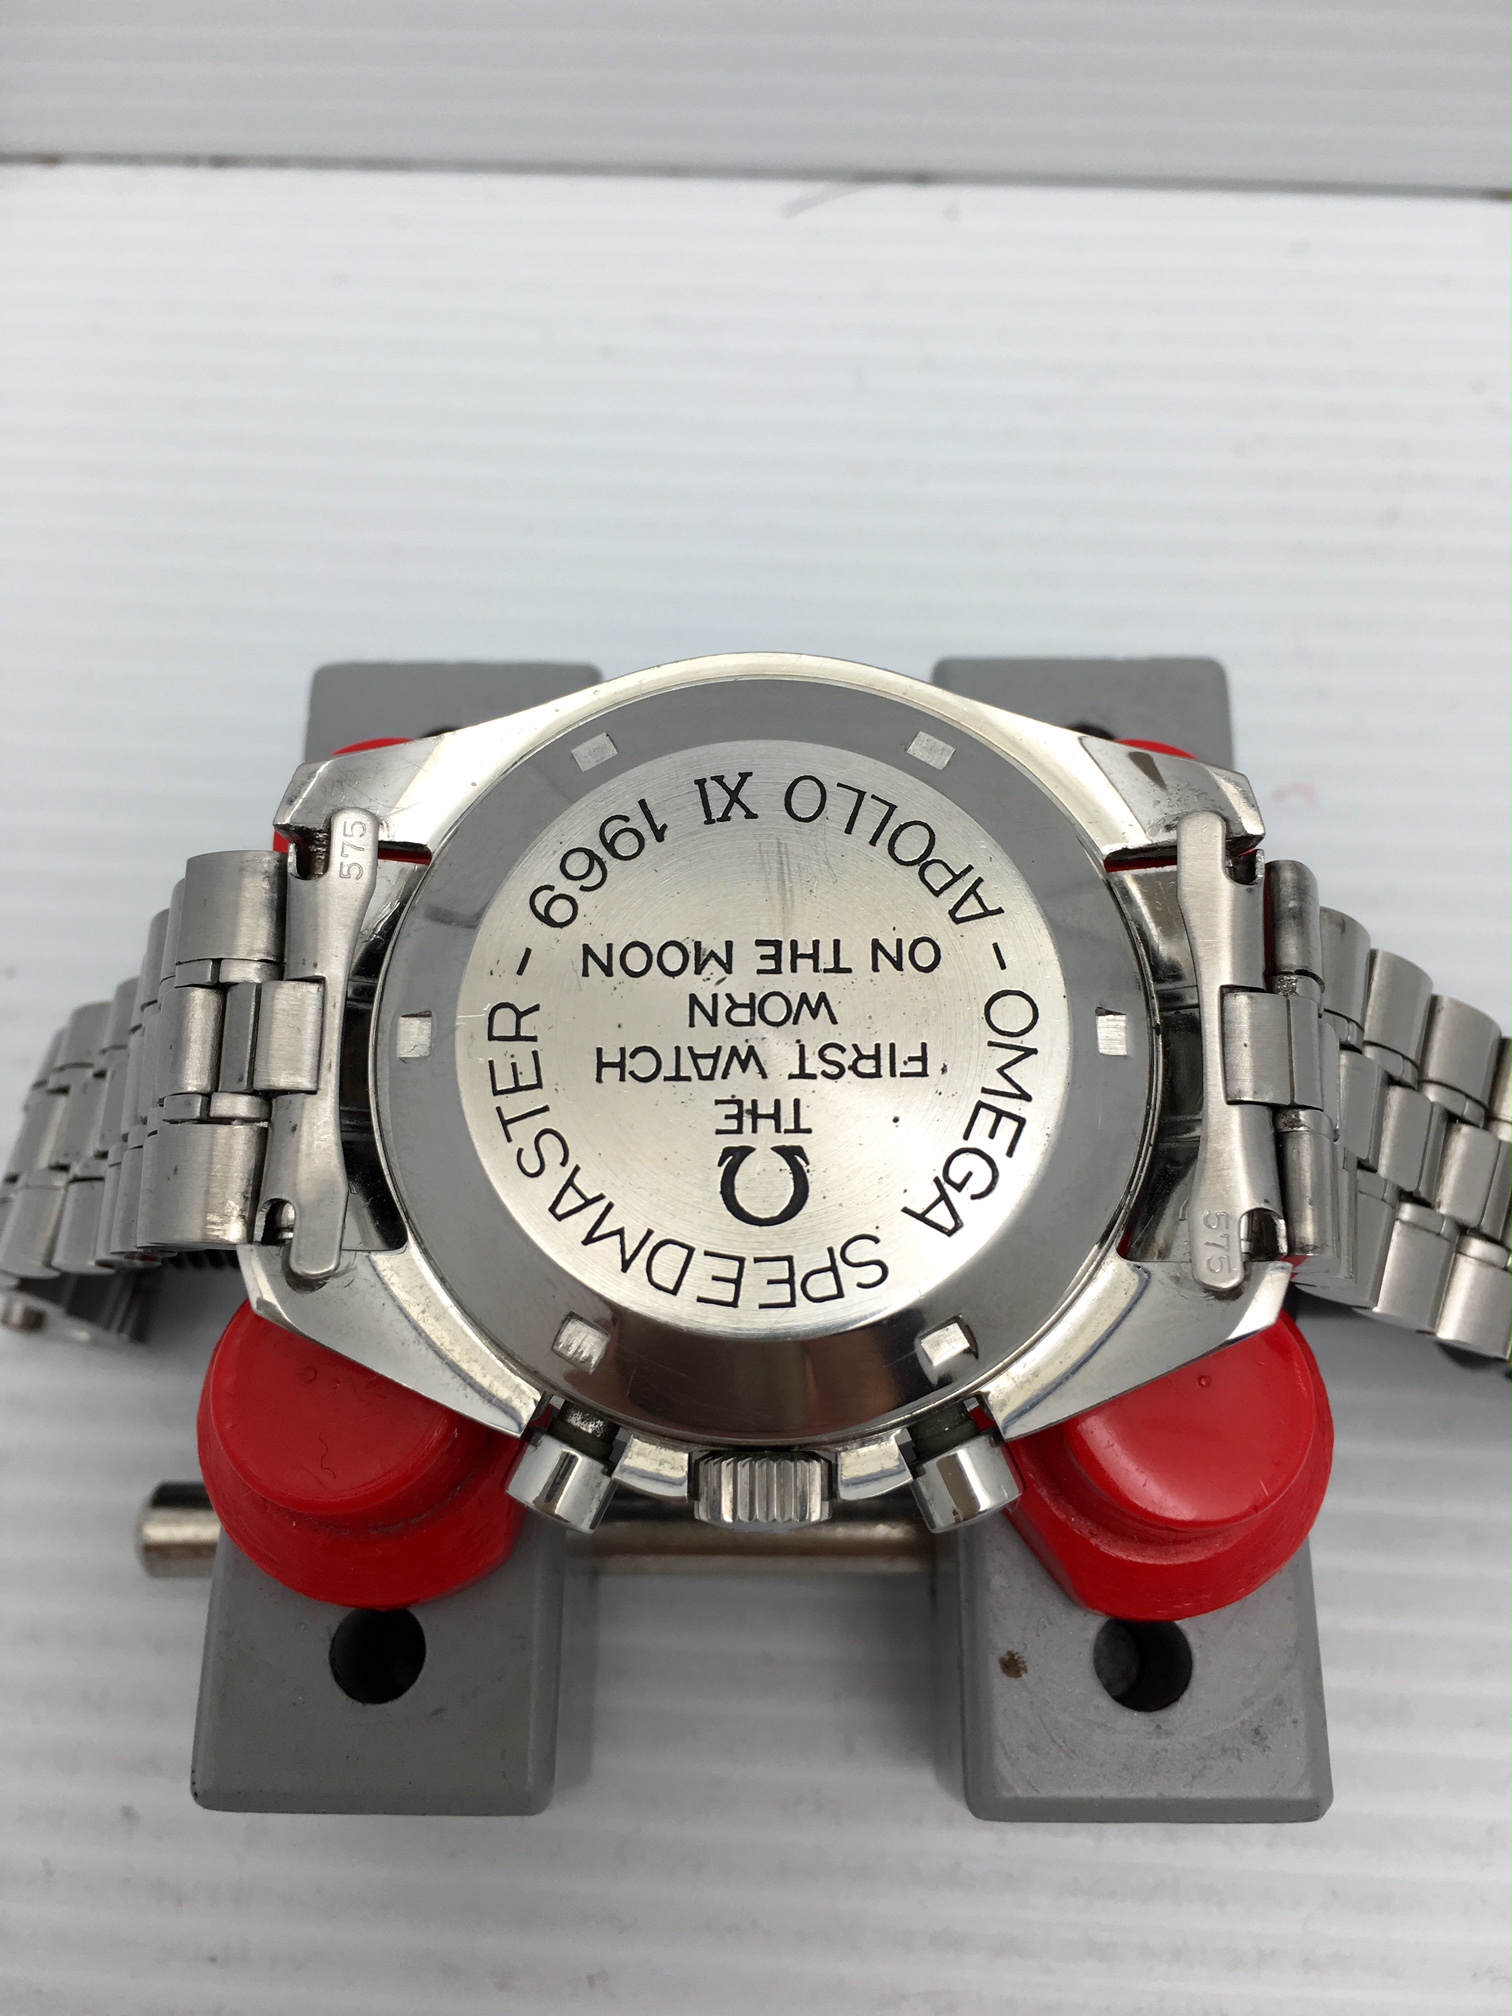 OMEGA SPEEDMASTER
- APOLLO XI 1969 -
THE
FIRST WATCH
WORN
ON THE MOON
575
575